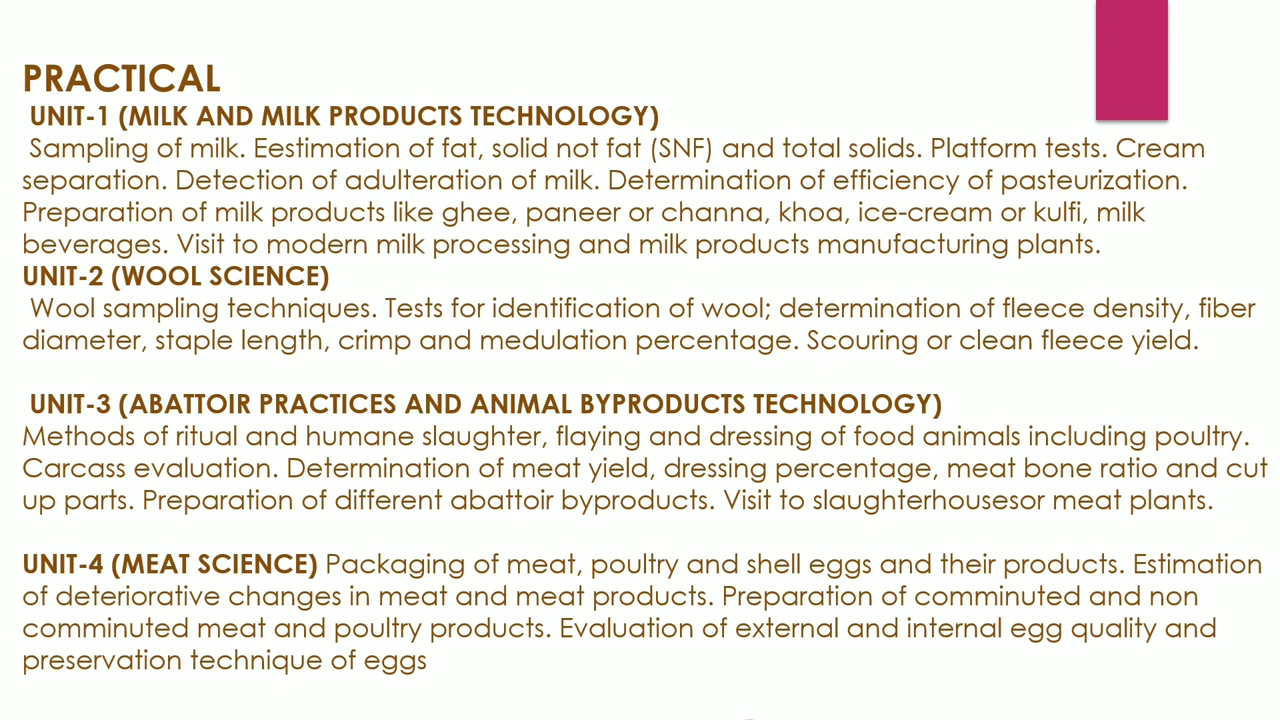 PRACTICAL
UNIT-1 (MILK AND MILK PRODUCTS TECHNOLOGY)
Sampling of milk. Eestimation of fat, solid not fat (SNF) and total solids. Platform tests. Cream
separation. Detection of adulteration of milk. Determination of efficiency of pasteurization.
Preparation of milk products like ghee, paneer or channa, khoa, ice-cream or kulfi, milk
beverages. Visit to modern milk processing and milk products manufacturing plants.
UNIT-2 (WOOL SCIENCE)
Wool sampling techniques. Tests for identification of wool; determination of fleece density, fiber
diameter, staple length, crimp and medulation percentage. Scouring or clean fleece yield.
UNIT-3 (ABATTOIR PRACTICES AND ANIMAL BYPRODUCTS TECHNOLOGY)
Methods of ritual and humane slaughter, flaying and dressing of food animals including poultry.
Carcass evaluation. Determination of meat yield, dressing percentage, meat bone ratio and cut
up parts. Preparation of different abattoir byproducts. Visit to slaughterhousesor meat plants.
UNIT-4 (MEAT SCIENCE) Packaging of meat, poultry and shell eggs and their products. Estimation
of deteriorative changes in meat and meat products. Preparation of comminuted and non
comminuted meat and poultry products. Evaluation of external and internal egg quality and
preservation technique of eggs